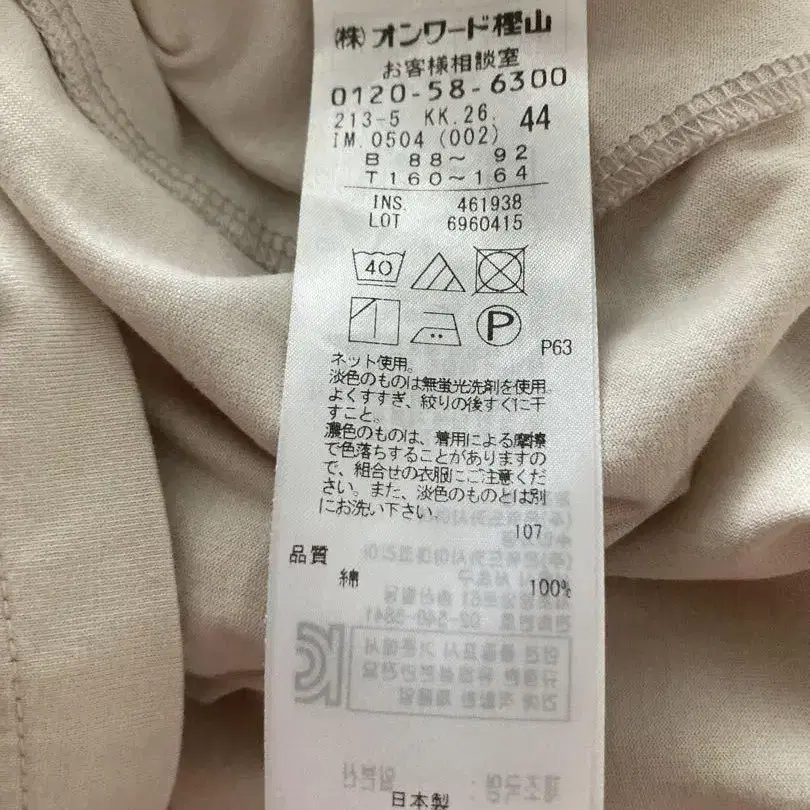 (株)オンワード樫山
お客様相談室
0120-58-6300
213-5 KK.26. 44
IM.0504 (002)
B 88～ 92
T 160～164
INS. 461938
LOT 6960415
40
P
P63
ネット使用。
淡色のものは無蛍光洗剤を使用。
よくすすぎ、絞りの後すぐに干
すこと。
濃色のものは、着用による摩擦
で色落ちすることがありますの
で、組合せの衣服にご注意くだ
さい。また、淡色のものとは別
にお洗い下さい。
107
品質
綿 100%
日本製